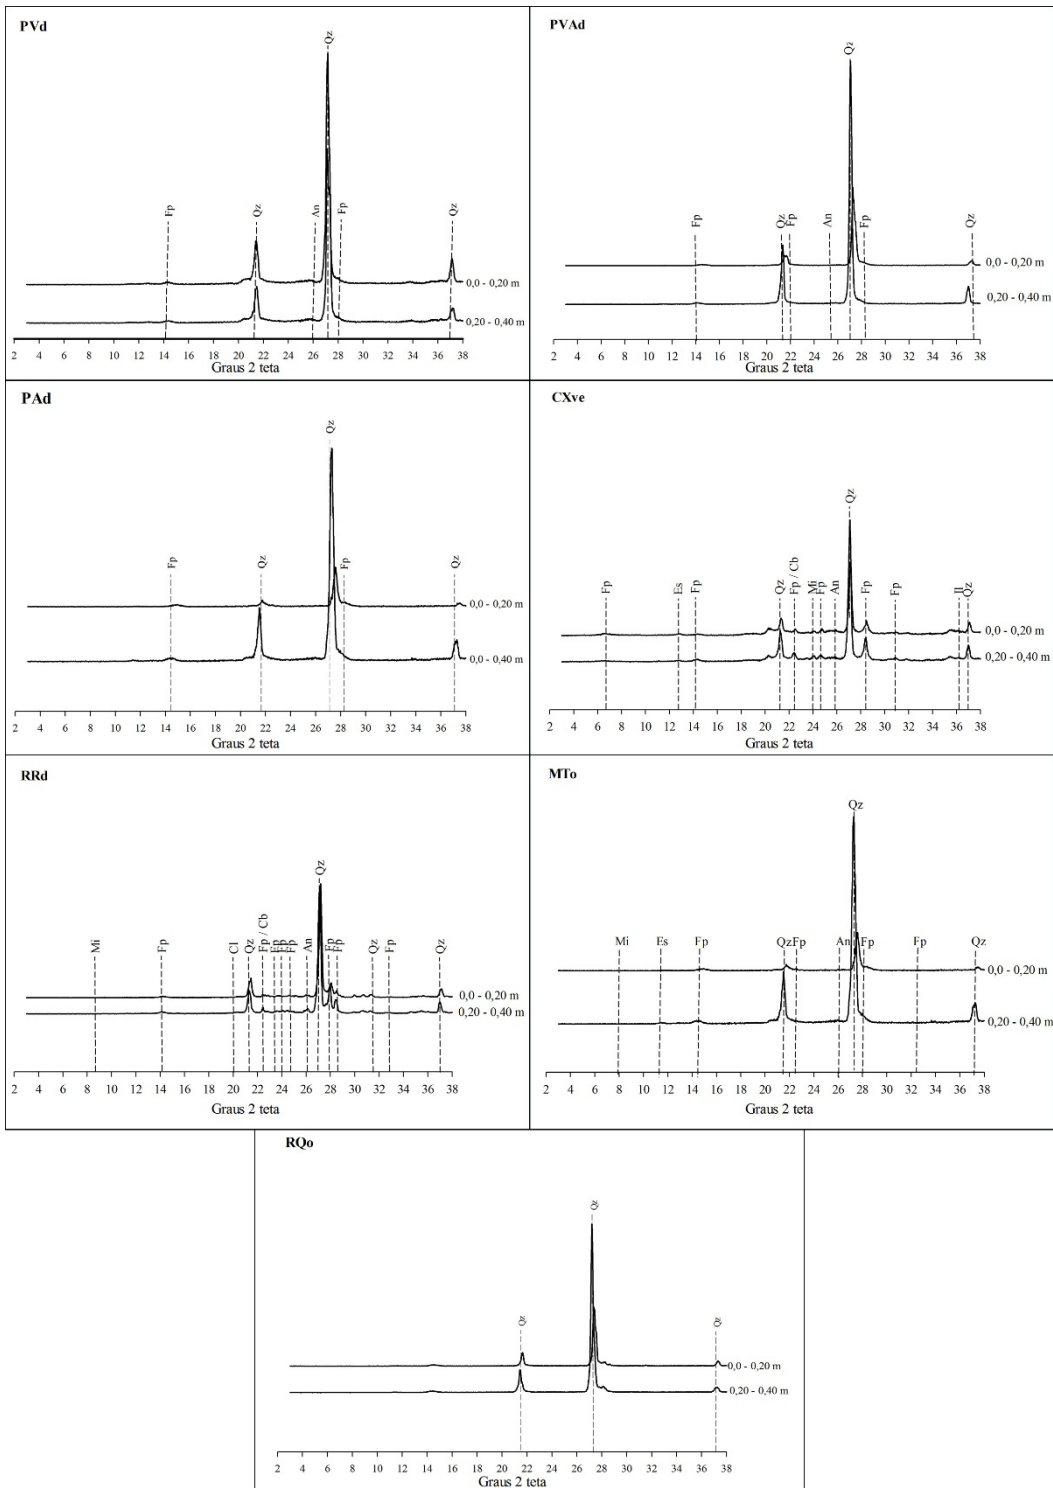 PVd
Qz
Fp
Qz
An
Fp
Qz
0,0 - 0,20 m
0,20 - 0,40 m
2 4 6 8 10 12 14 16 18 20 22 24 26 28 30 32 34 36 38
Graus 2 teta
PVAd
Qz
Fp
Qz
Fp
An
Fp
Qz
0,0 - 0,20 m
0,20 - 0,40 m
2 4 6 8 10 12 14 16 18 20 22 24 26 28 30 32 34 36 38
Graus 2 teta
PAd
Qz
Fp
Qz
Fp
Qz
0,0 - 0,20 m
0,0 - 0,40 m
2 4 6 8 10 12 14 16 18 20 22 24 26 28 30 32 34 36 38
Graus 2 teta
CXve
Qz
Fp
Es
Fp
Qz
Fp / Cb
Mi
Fp
An
Fp
Fp
Il
Qz
0,0 - 0,20 m
0,20 - 0,40 m
2 4 6 8 10 12 14 16 18 20 22 24 26 28 30 32 34 36 38
Graus 2 teta
RRd
Qz
Mi
Fp
Cl
Qz
Fp / Cb
Fp
Fp
Fp
An
Fp
Fp
Qz
Fp
Qz
0,0 - 0,20 m
0,20 - 0,40 m
2 4 6 8 10 12 14 16 18 20 22 24 26 28 30 32 34 36 38
Graus 2 teta
MTo
Qz
Mi
Es
Fp
Qz
Fp
An
Fp
Fp
Qz
0,0 - 0,20 m
0,20 - 0,40 m
2 4 6 8 10 12 14 16 18 20 22 24 26 28 30 32 34 36 38
Graus 2 teta
RQo
Qz
Qz
Qz
0,0 - 0,20 m
0,20 - 0,40 m
2 4 6 8 10 12 14 16 18 20 22 24 26 28 30 32 34 36 38
Graus 2 teta